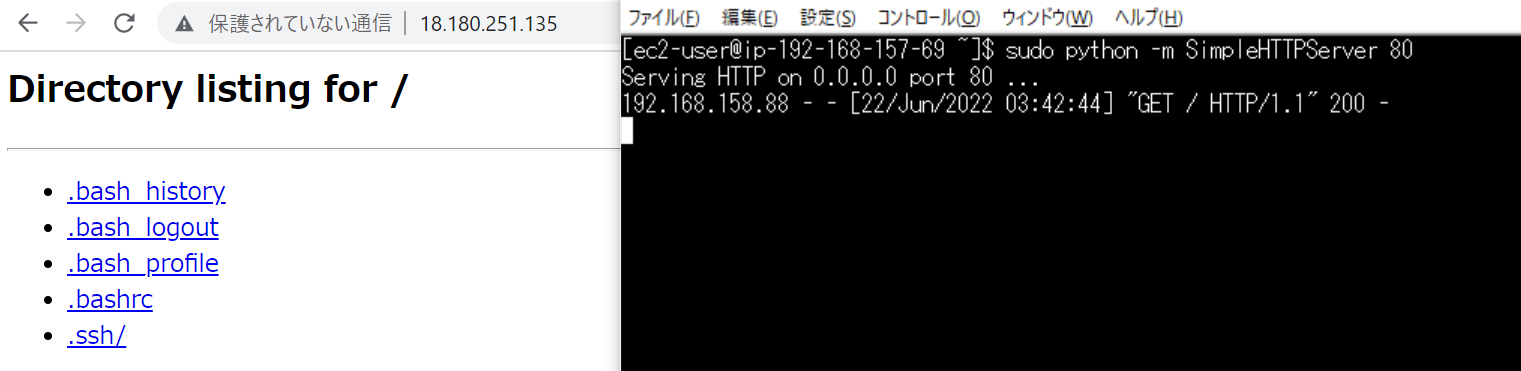 保護されていない通信 | 18.180.251.135
Directory listing for /
.bash_history
.bash_logout
.bash_profile
.bashrc
.ssh/
ファイル(F) 編集(E) 設定(S) コントロール(O) ウィンドウ(W) ヘルプ(H)
[ec2-user@ip-192-168-157-69 ~]$ sudo python -m SimpleHTTPServer 80
Serving HTTP on 0.0.0.0 port 80 ...
192.168.158.88 - - [22/Jun/2022 03:42:44] "GET / HTTP/1.1" 200 -